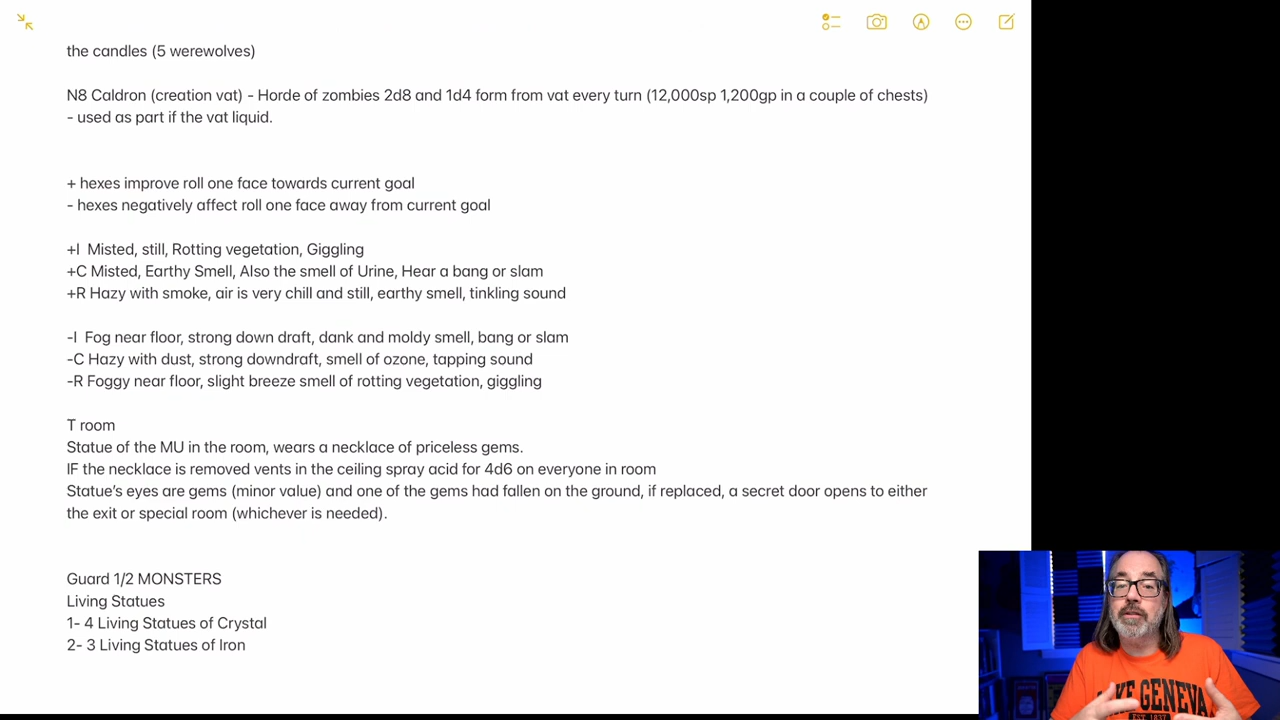 the candles (5 werewolves)
N8 Caldron (creation vat) - Horde of zombies 2d8 and 1d4 form from vat every turn (12,000sp 1,200gp in a couple of chests)
- used as part if the vat liquid.
+ hexes improve roll one face towards current goal
- hexes negatively affect roll one face away from current goal
+I  Misted, still, Rotting vegetation, Giggling
+C Misted, Earthy Smell, Also the smell of Urine, Hear a bang or slam
+R Hazy with smoke, air is very chill and still, earthy smell, tinkling sound
-I  Fog near floor, strong down draft, dank and moldy smell, bang or slam
-C Hazy with dust, strong downdraft, smell of ozone, tapping sound
-R Foggy near floor, slight breeze smell of rotting vegetation, giggling
T room
Statue of the MU in the room, wears a necklace of priceless gems.
IF the necklace is removed vents in the ceiling spray acid for 4d6 on everyone in room
Statue’s eyes are gems (minor value) and one of the gems had fallen on the ground, if replaced, a secret door opens to either
the exit or special room (whichever is needed).
Guard 1/2 MONSTERS
Living Statues
1- 4 Living Statues of Crystal
2- 3 Living Statues of Iron
GENEVA